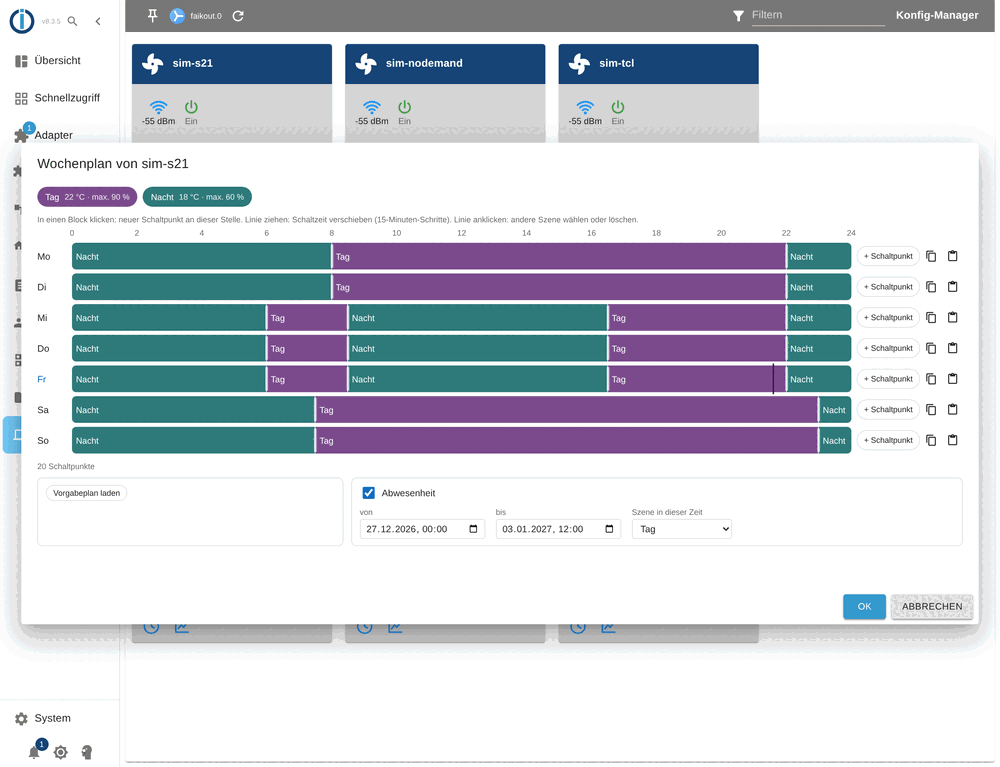 v8.3.5
faikout.0
Filtern
Konfig-Manager
Übersicht
Schnellzugriff
1
Adapter
sim-s21
sim-nodemand
sim-tcl
-55 dBm
Ein
-55 dBm
Ein
-55 dBm
Ein
Wochenplan von sim-s21
Tag 22 °C · max. 90 %
Nacht 18 °C · max. 60 %
In einen Block klicken: neuer Schaltpunkt an dieser Stelle. Linie ziehen: Schaltzeit verschieben (15-Minuten-Schritte). Linie anklicken: andere Szene wählen oder löschen.
0 2 4 6 8 10 12 14 16 18 20 22 24
Mo Nacht Tag Nacht + Schaltpunkt
Di Nacht Tag Nacht + Schaltpunkt
Mi Nacht Tag Nacht Tag Nacht + Schaltpunkt
Do Nacht Tag Nacht Tag Nacht + Schaltpunkt
Fr Nacht Tag Nacht Tag Nacht + Schaltpunkt
Sa Nacht Tag Nacht + Schaltpunkt
So Nacht Tag Nacht + Schaltpunkt
20 Schaltpunkte
Vorgabeplan laden
Abwesenheit
von bis Szene in dieser Zeit
27.12.2026, 00:00 03.01.2027, 12:00 Tag
OK ABBRECHEN
System
1